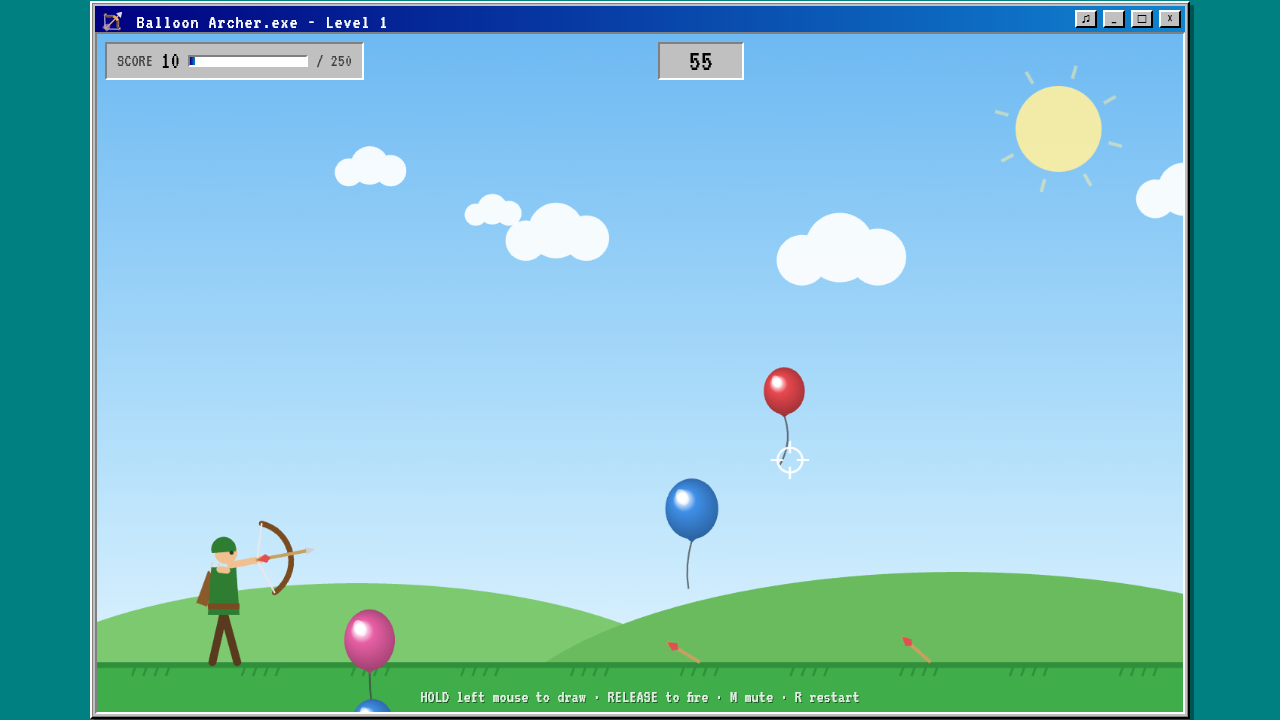 Balloon Archer.exe - Level 1
SCORE 10 / 250
55
HOLD left mouse to draw · RELEASE to fire · M mute · R restart